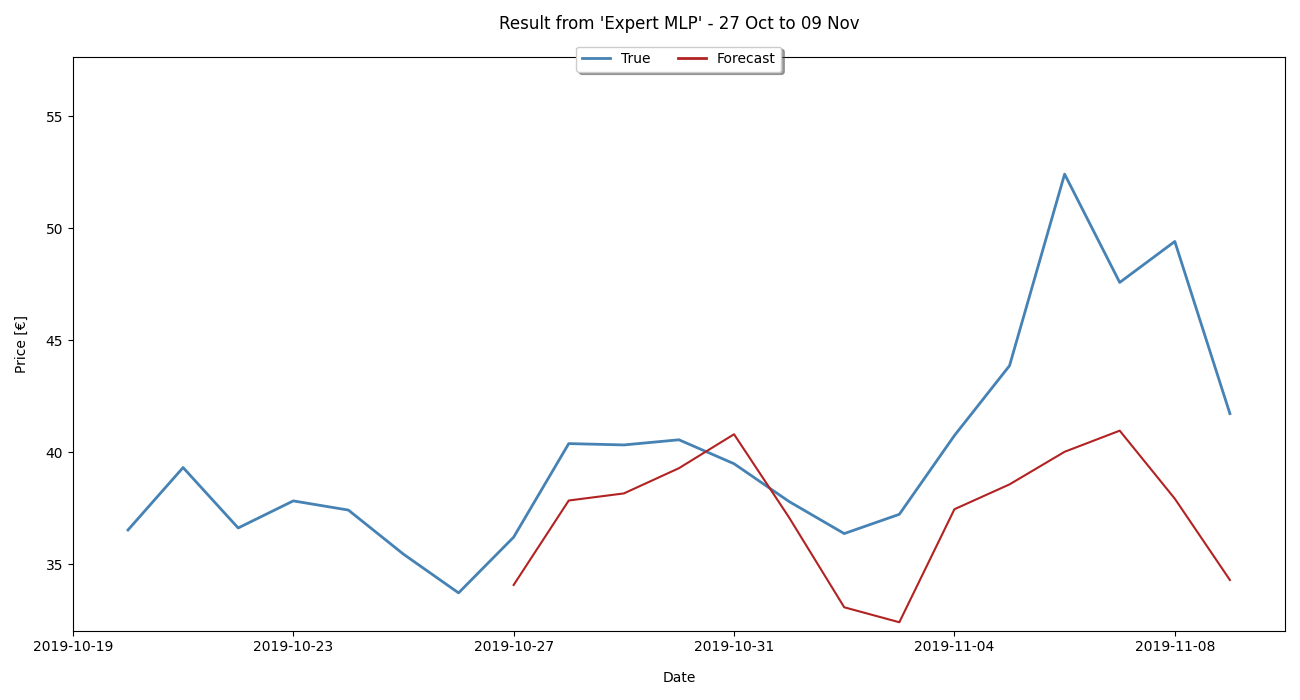 Result from 'Expert MLP' - 27 Oct to 09 Nov
True Forecast
55
50
45
40
35
Price [€]
2019-10-19 2019-10-23 2019-10-27 2019-10-31 2019-11-04 2019-11-08
Date